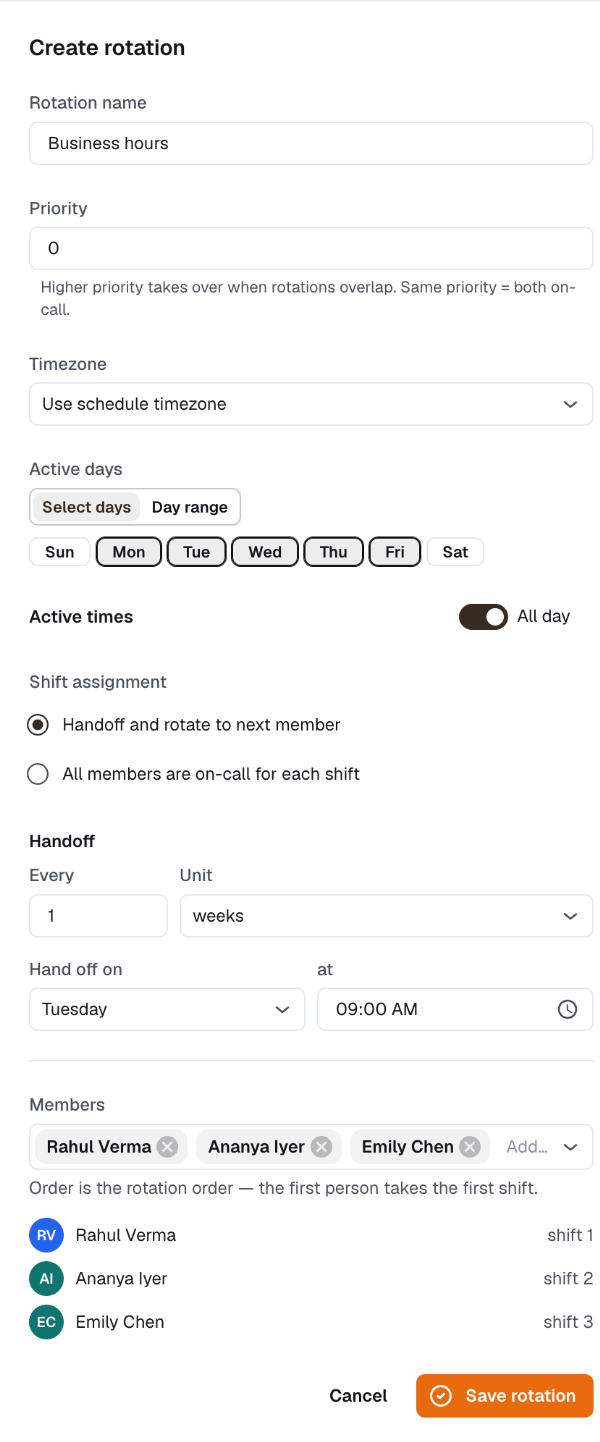 Create rotation
Rotation name
Business hours
Priority
0
Higher priority takes over when rotations overlap. Same priority = both on-
call.
Timezone
Use schedule timezone
Active days
Select days Day range
Sun Mon Tue Wed Thu Fri Sat
Active times All day
Shift assignment
Handoff and rotate to next member
All members are on-call for each shift
Handoff
Every Unit
1 weeks
Hand off on at
Tuesday 09:00 AM
Members
Rahul Verma Ananya Iyer Emily Chen Add...
Order is the rotation order — the first person takes the first shift.
RV Rahul Verma shift 1
AI Ananya Iyer shift 2
EC Emily Chen shift 3
Cancel Save rotation